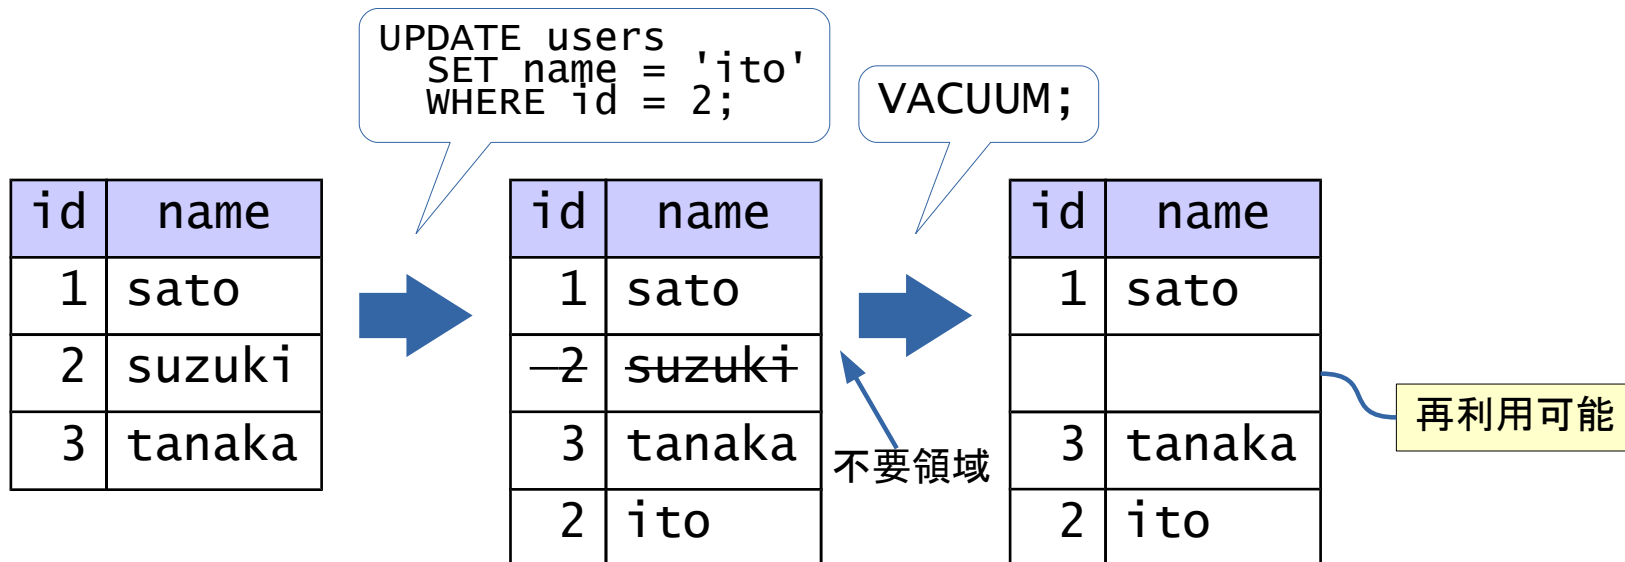 UPDATE users
SET name = 'ito'
WHERE id = 2;
VACUUM;
id name
1 sato
2 suzuki
3 tanaka
id name
1 sato
2 suzuki
3 tanaka
2 ito
不要領域
id name
1 sato
3 tanaka
2 ito
再利用可能